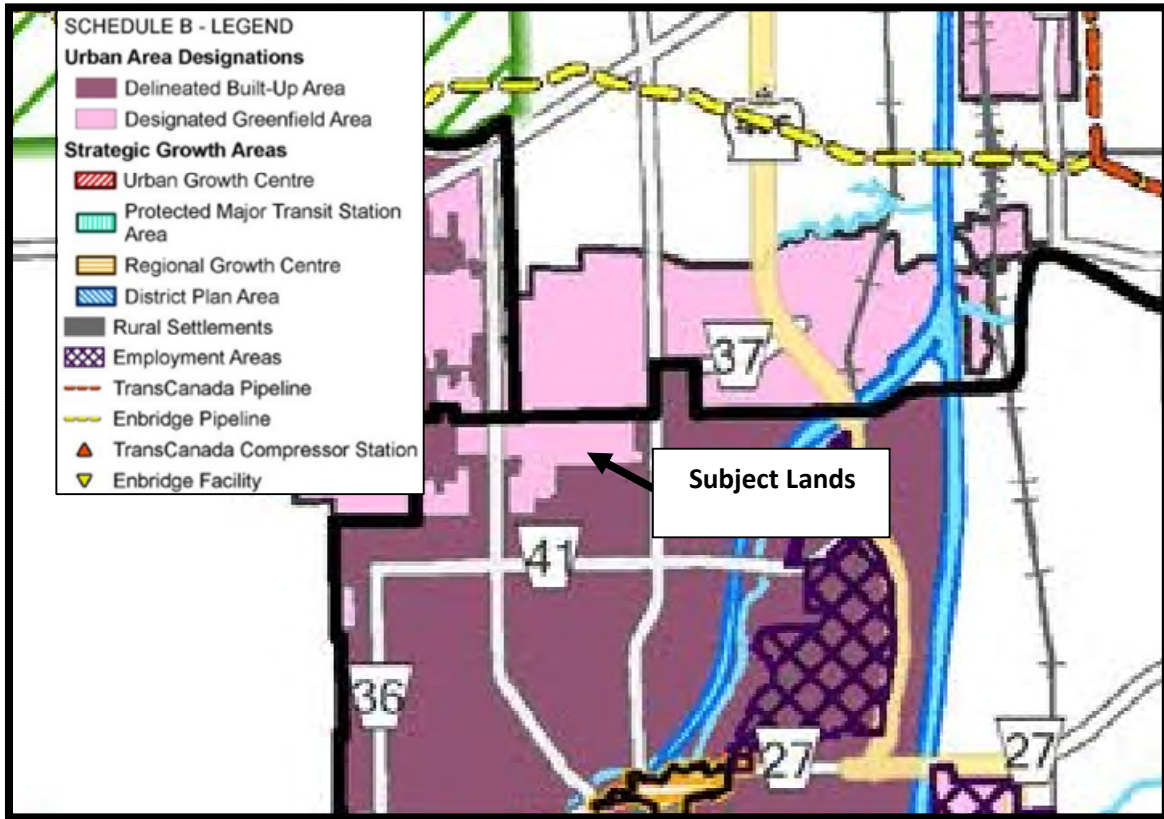 SCHEDULE B - LEGEND
Urban Area Designations
Delineated Built-Up Area
Designated Greenfield Area
Strategic Growth Areas
Urban Growth Centre
Protected Major Transit Station
Area
Regional Growth Centre
District Plan Area
Rural Settlements
Employment Areas
TransCanada Pipeline
Enbridge Pipeline
TransCanada Compressor Station
Enbridge Facility
37
Subject Lands
41
36
27
27